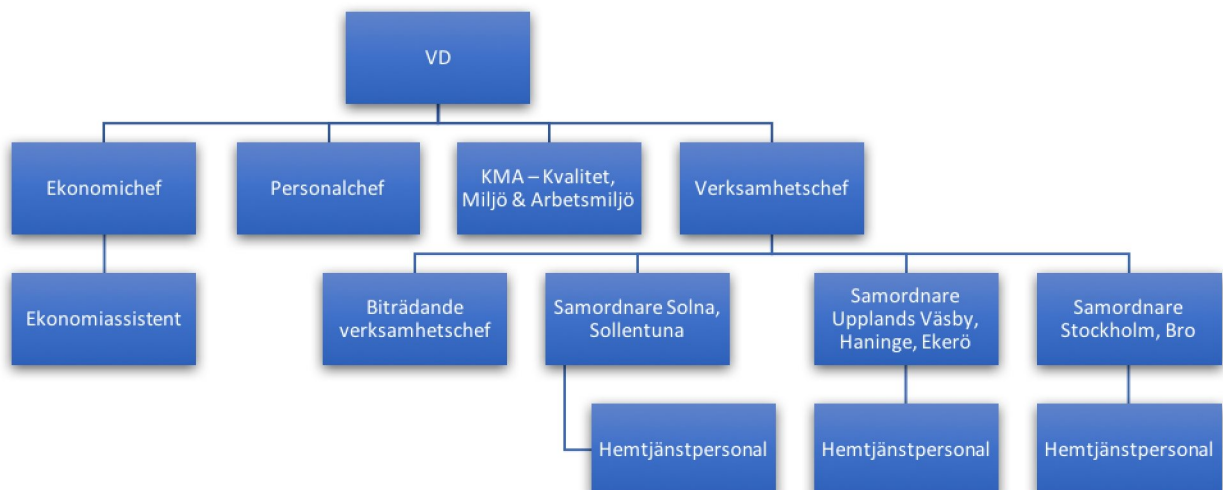 VD
Ekonomichef
Personalchef
KMA – Kvalitet,
Miljö & Arbetsmiljö
Verksamhetschef
Ekonomiassistent
Biträdande
verksamhetschef
Samordnare Solna,
Sollentuna
Samordnare
Upplands Väsby,
Haninge, Ekerö
Samordnare
Stockholm, Bro
Hemtjänstpersonal
Hemtjänstpersonal
Hemtjänstpersonal